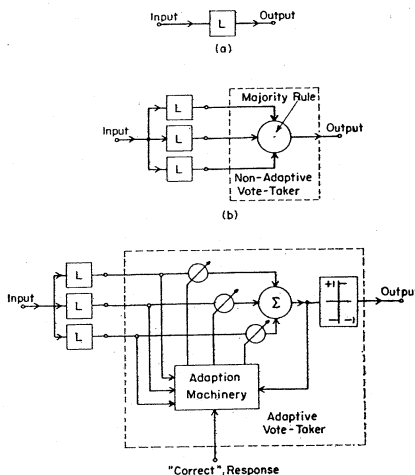 Input L Output
(a)
L
Majority Rule
Input L Output
L
Non-Adaptive
Vote-Taker
(b)
L
+1
Input L Σ Output
-1
L
Adaption
Machinery
Adaptive
Vote-Taker
"Correct", Response